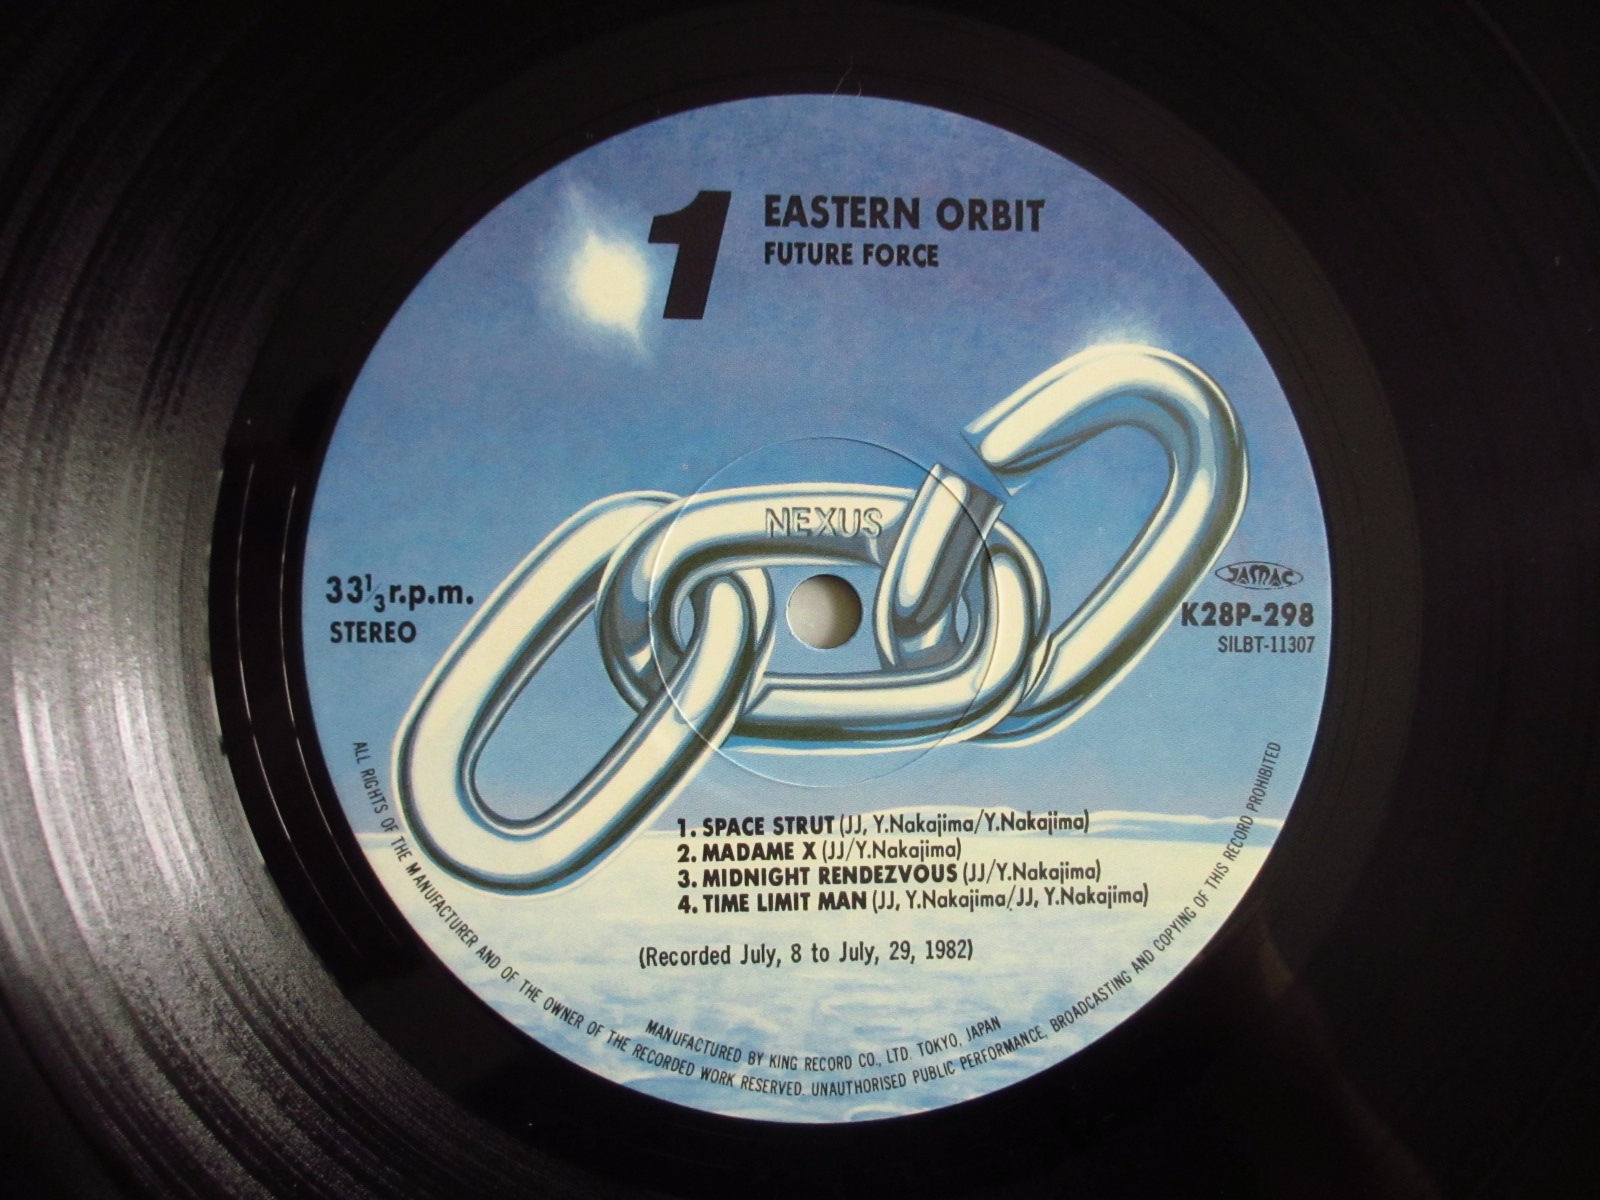 1
EASTERN ORBIT
FUTURE FORCE
NEXUS
33 1/3 r.p.m.
STEREO
JASRAC
K28P-298
SILBT-11307
1. SPACE STRUT (JJ, Y.Nakajima/Y.Nakajima)
2. MADAME X (JJ/Y.Nakajima)
3. MIDNIGHT RENDEZVOUS (JJ/Y.Nakajima)
4. TIME LIMIT MAN (JJ, Y.Nakajima/JJ, Y.Nakajima)
(Recorded July, 8 to July, 29, 1982)
MANUFACTURED BY KING RECORD CO., LTD. TOKYO, JAPAN
ALL RIGHTS OF THE MANUFACTURER AND OF THE OWNER OF THE RECORDED WORK RESERVED. UNAUTHORISED PUBLIC PERFORMANCE, BROADCASTING AND COPYING OF THIS RECORD PROHIBITED